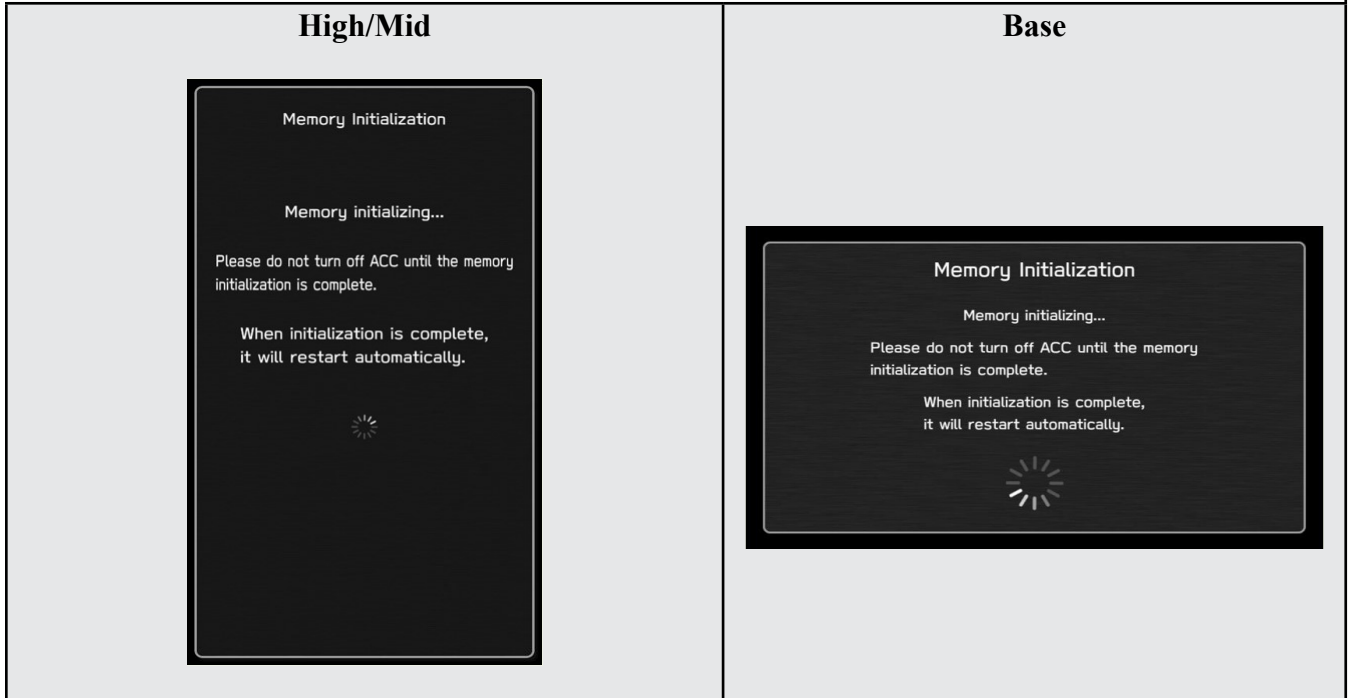 High/Mid
Memory Initialization
Memory initializing...
Please do not turn off ACC until the memory
initialization is complete.
When initialization is complete,
it will restart automatically.
Base
Memory Initialization
Memory initializing...
Please do not turn off ACC until the memory
initialization is complete.
When initialization is complete,
it will restart automatically.